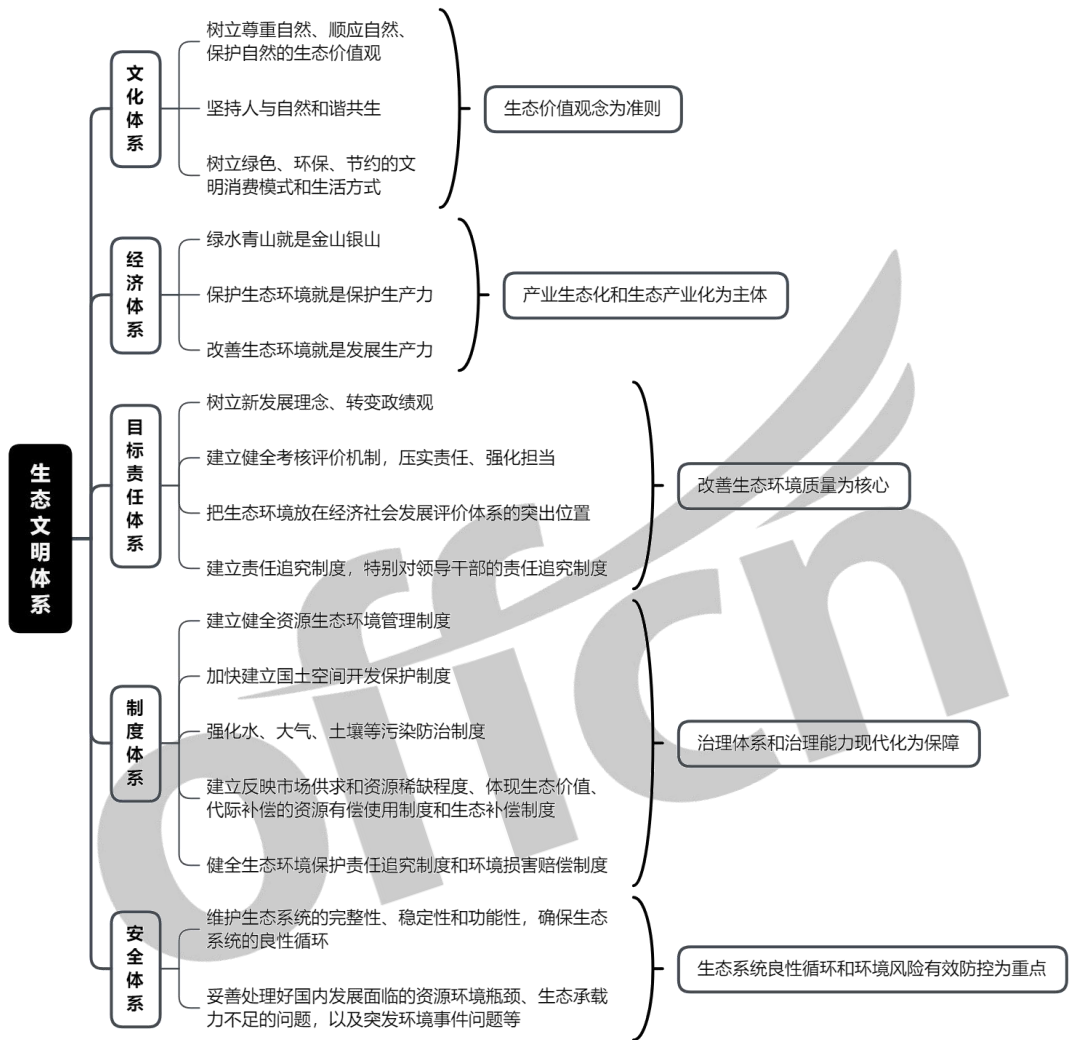 生态文明体系
文化体系
树立尊重自然、顺应自然、
保护自然的生态价值观
坚持人与自然和谐共生
树立绿色、环保、节约的文
明消费模式和生活方式
生态价值观念为准则
经济体系
绿水青山就是金山银山
保护生态环境就是保护生产力
改善生态环境就是发展生产力
产业生态化和生态产业化为主体
目标责任体系
树立新发展理念、转变政绩观
建立健全考核评价机制，压实责任、强化担当
把生态环境放在经济社会发展评价体系的突出位置
建立责任追究制度，特别对领导干部的责任追究制度
改善生态环境质量为核心
制度体系
建立健全资源生态环境管理制度
加快建立国土空间开发保护制度
强化水、大气、土壤等污染防治制度
建立反映市场供求和资源稀缺程度、体现生态价值、
代际补偿的资源有偿使用制度和生态补偿制度
健全生态环境保护责任追究制度和环境损害赔偿制度
治理体系和治理能力现代化为保障
安全体系
维护生态系统的完整性、稳定性和功能性，确保生态
系统的良性循环
妥善处理好国内发展面临的资源环境瓶颈、生态承载
力不足的问题，以及突发环境事件问题等
生态系统良性循环和环境风险有效防控为重点
offcn